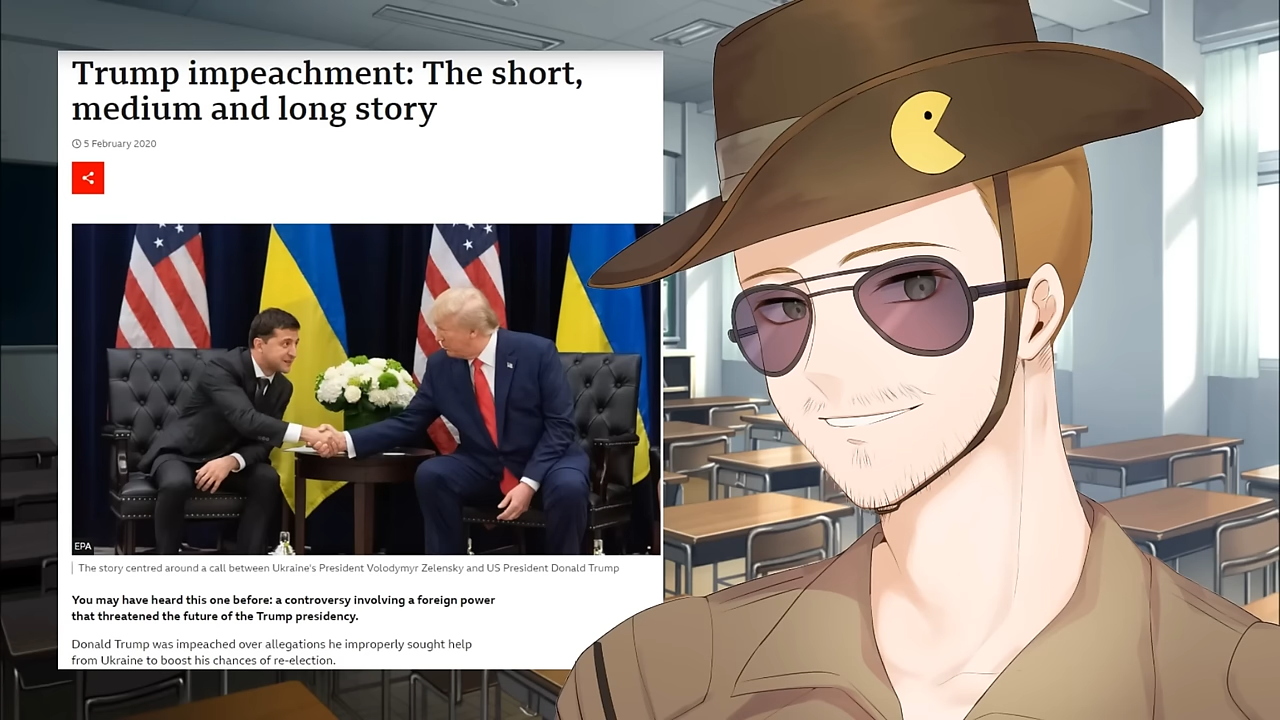 Trump impeachment: The short,
medium and long story
5 February 2020
EPA
The story centred around a call between Ukraine's President Volodymyr Zelensky and US President Donald Trump
You may have heard this one before: a controversy involving a foreign power
that threatened the future of the Trump presidency.
Donald Trump was impeached over allegations he improperly sought help
from Ukraine to boost his chances of re-election.